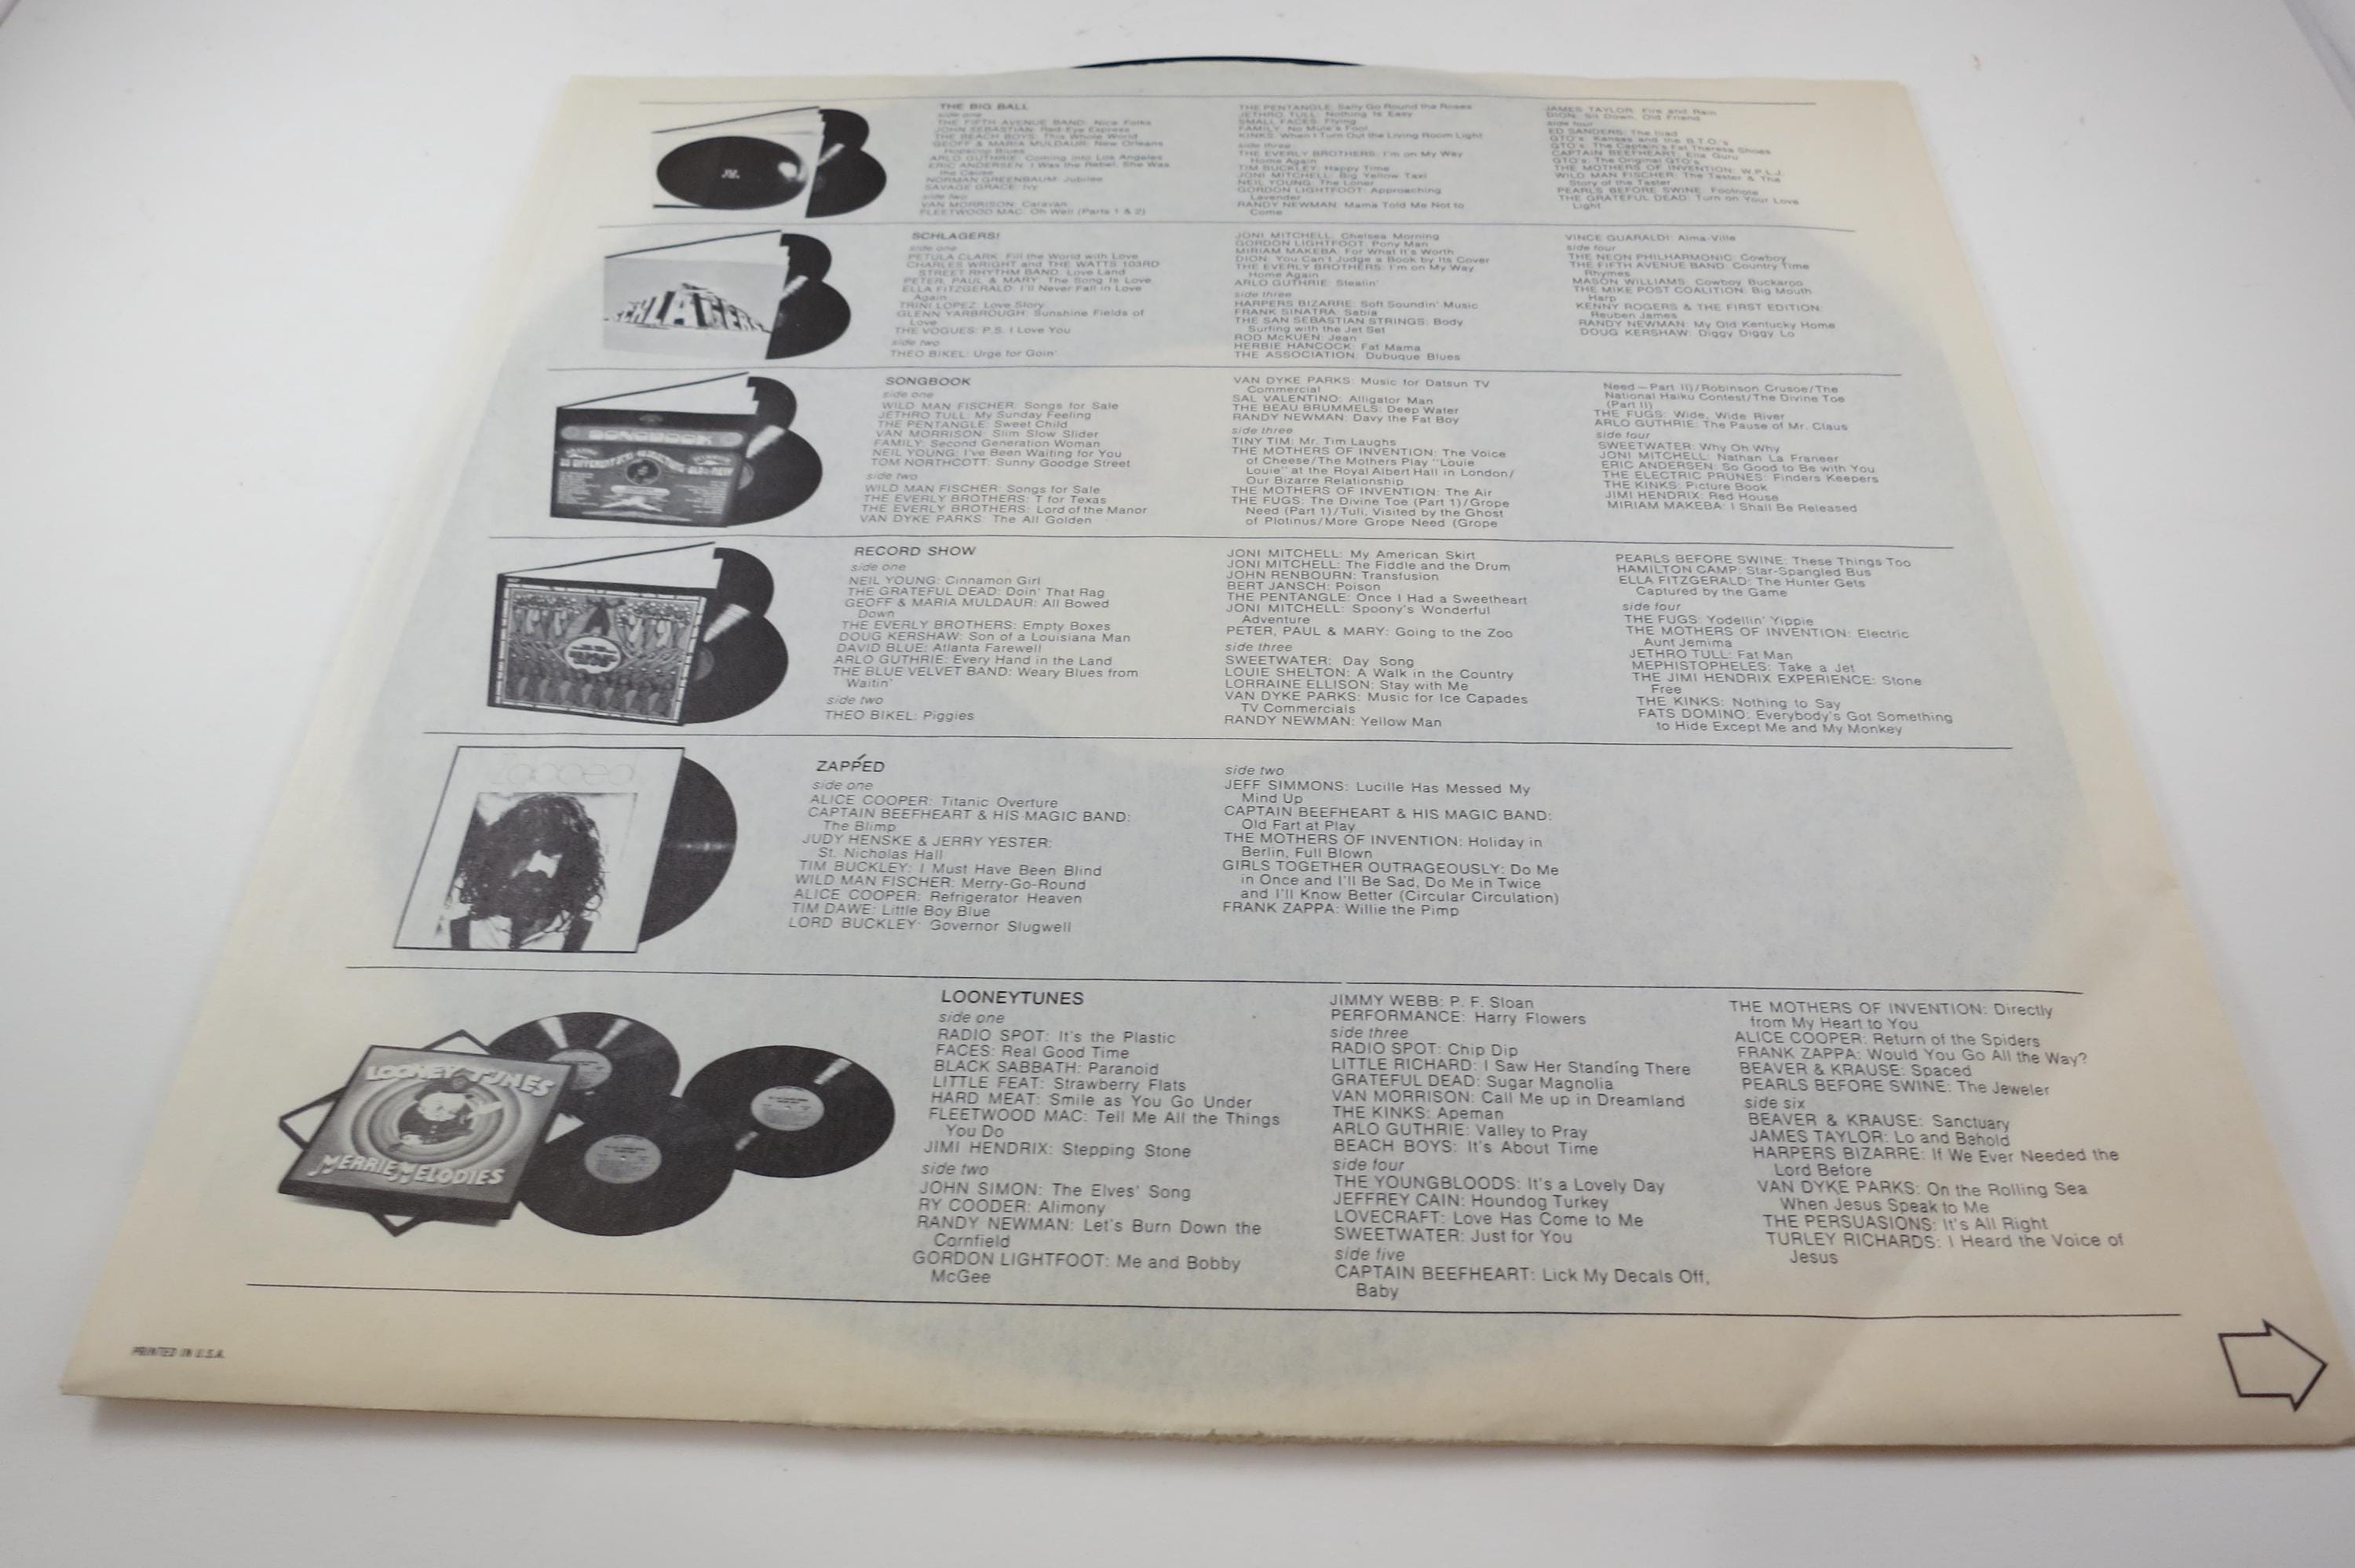 THE BIG BALL
side one
THE FIFTH AVENUE BAND: Nice Folks
JOHN SEBASTIAN: Red-Eye Express
THE BEACH BOYS: This Whole World
GEOFF & MARIA MULDAUR: New Orleans
Hopscop Blues
ARLO GUTHRIE: Coming into Los Angeles
ERIC ANDERSEN: I Was the Rebel, She Was
the Cause
NORMAN GREENBAUM: Jubilee
SAVAGE GRACE: Ivy
side two
VAN MORRISON: Caravan
FLEETWOOD MAC: Oh Well (Parts 1 & 2)
THE PENTANGLE: Sally Go Round the Roses
JETHRO TULL: Nothing Is Easy
SMALL FACES: Flying
FAMILY: No Mule's Fool
KINKS: When I Turn Out the Living Room Light
side three
THE EVERLY BROTHERS: I'm on My Way
Home Again
TIM BUCKLEY: Happy Time
JONI MITCHELL: Big Yellow Taxi
NEIL YOUNG: The Loner
GORDON LIGHTFOOT: Approaching
Lavender
RANDY NEWMAN: Mama Told Me Not to
Come
JAMES TAYLOR: Fire and Rain
DION: Sit Down, Old Friend
side four
ED SANDERS: The Iliad
GTO's: Kansas and the B.T.O.'s
GTO's: The Captain's Fat Theresa Shoes
CAPTAIN BEEFHEART: Ella Guru
GTO's: The Original GTO's
THE MOTHERS OF INVENTION: W.P.L.J.
WILD MAN FISCHER: The Taster & The
Story of the Taster
PEARLS BEFORE SWINE: Footnote
THE GRATEFUL DEAD: Turn on Your Love
Light
SCHLAGERS
SCHLAGERS!
side one
PETULA CLARK: Fill the World with Love
CHARLES WRIGHT and THE WATTS 103RD
STREET RHYTHM BAND: Love Land
PETER, PAUL & MARY: The Song Is Love
ELLA FITZGERALD: I'll Never Fall in Love
Again
TRINI LOPEZ: Love Story
GLENN YARBROUGH: Sunshine Fields of
Love
THE VOGUES: P.S. I Love You
side two
THEO BIKEL: Urge for Goin'
JONI MITCHELL: Chelsea Morning
GORDON LIGHTFOOT: Pony Man
MIRIAM MAKEBA: For What It's Worth
DION: You Can't Judge a Book by Its Cover
THE EVERLY BROTHERS: I'm on My Way
Home Again
ARLO GUTHRIE: Stealin'
side three
HARPERS BIZARRE: Soft Soundin' Music
FRANK SINATRA: Sabia
THE SAN SEBASTIAN STRINGS: Body
Surfing with the Jet Set
ROD McKUEN: Jean
HERBIE HANCOCK: Fat Mama
THE ASSOCIATION: Dubuque Blues
VINCE GUARALDI: Alma-Ville
side four
THE NEON PHILHARMONIC: Cowboy
THE FIFTH AVENUE BAND: Country Time
Rhymes
MASON WILLIAMS: Cowboy Buckaroo
THE MIKE POST COALITION: Big Mouth
Harp
KENNY ROGERS & THE FIRST EDITION:
Reuben James
RANDY NEWMAN: My Old Kentucky Home
DOUG KERSHAW: Diggy Diggy Lo
SONGBOOK
SONGBOOK
side one
WILD MAN FISCHER: Songs for Sale
JETHRO TULL: My Sunday Feeling
THE PENTANGLE: Sweet Child
VAN MORRISON: Slim Slow Slider
FAMILY: Second Generation Woman
NEIL YOUNG: I've Been Waiting for You
TOM NORTHCOTT: Sunny Goodge Street
side two
WILD MAN FISCHER: Songs for Sale
THE EVERLY BROTHERS: T for Texas
THE EVERLY BROTHERS: Lord of the Manor
VAN DYKE PARKS: The All Golden
VAN DYKE PARKS: Music for Datsun TV
Commercial
SAL VALENTINO: Alligator Man
THE BEAU BRUMMELS: Deep Water
RANDY NEWMAN: Davy the Fat Boy
side three
TINY TIM: Mr. Tim Laughs
THE MOTHERS OF INVENTION: The Voice
of Cheese/The Mothers Play "Louie
Louie" at the Royal Albert Hall in London/
Our Bizarre Relationship
THE MOTHERS OF INVENTION: The Air
THE FUGS: The Divine Toe (Part 1)/Grope
Need (Part 1)/Tuli, Visited by the Ghost
of Plotinus/More Grope Need (Grope
Need—Part II)/Robinson Crusoe/The
National Haiku Contest/The Divine Toe
(Part II)
THE FUGS: Wide, Wide River
ARLO GUTHRIE: The Pause of Mr. Claus
side four
SWEETWATER: Why Oh Why
JONI MITCHELL: Nathan La Franeer
ERIC ANDERSEN: So Good to Be with You
THE ELECTRIC PRUNES: Finders Keepers
THE KINKS: Picture Book
JIMI HENDRIX: Red House
MIRIAM MAKEBA: I Shall Be Released
RECORD SHOW
side one
NEIL YOUNG: Cinnamon Girl
THE GRATEFUL DEAD: Doin' That Rag
GEOFF & MARIA MULDAUR: All Bowed
Down
THE EVERLY BROTHERS: Empty Boxes
DOUG KERSHAW: Son of a Louisiana Man
DAVID BLUE: Atlanta Farewell
ARLO GUTHRIE: Every Hand in the Land
THE BLUE VELVET BAND: Weary Blues from
Waitin'
side two
THEO BIKEL: Piggies
JONI MITCHELL: My American Skirt
JONI MITCHELL: The Fiddle and the Drum
JOHN RENBOURN: Transfusion
BERT JANSCH: Poison
THE PENTANGLE: Once I Had a Sweetheart
JONI MITCHELL: Spoony's Wonderful
Adventure
PETER, PAUL & MARY: Going to the Zoo
side three
SWEETWATER: Day Song
LOUIE SHELTON: A Walk in the Country
LORRAINE ELLISON: Stay with Me
VAN DYKE PARKS: Music for Ice Capades
TV Commercials
RANDY NEWMAN: Yellow Man
PEARLS BEFORE SWINE: These Things Too
HAMILTON CAMP: Star-Spangled Bus
ELLA FITZGERALD: The Hunter Gets
Captured by the Game
side four
THE FUGS: Yodellin' Yippie
THE MOTHERS OF INVENTION: Electric
Aunt Jemima
JETHRO TULL: Fat Man
MEPHISTOPHELES: Take a Jet
THE JIMI HENDRIX EXPERIENCE: Stone
Free
THE KINKS: Nothing to Say
FATS DOMINO: Everybody's Got Something
to Hide Except Me and My Monkey
zapped
ZAPPÉD
side one
ALICE COOPER: Titanic Overture
CAPTAIN BEEFHEART & HIS MAGIC BAND:
The Blimp
JUDY HENSKE & JERRY YESTER:
St. Nicholas Hall
TIM BUCKLEY: I Must Have Been Blind
WILD MAN FISCHER: Merry-Go-Round
ALICE COOPER: Refrigerator Heaven
TIM DAWE: Little Boy Blue
LORD BUCKLEY: Governor Slugwell
side two
JEFF SIMMONS: Lucille Has Messed My
Mind Up
CAPTAIN BEEFHEART & HIS MAGIC BAND:
Old Fart at Play
THE MOTHERS OF INVENTION: Holiday in
Berlin, Full Blown
GIRLS TOGETHER OUTRAGEOUSLY: Do Me
in Once and I'll Be Sad, Do Me in Twice
and I'll Know Better (Circular Circulation)
FRANK ZAPPA: Willie the Pimp
LOONEY TUNES
MERRIE MELODIES
LOONEYTUNES
side one
RADIO SPOT: It's the Plastic
FACES: Real Good Time
BLACK SABBATH: Paranoid
LITTLE FEAT: Strawberry Flats
HARD MEAT: Smile as You Go Under
FLEETWOOD MAC: Tell Me All the Things
You Do
JIMI HENDRIX: Stepping Stone
side two
JOHN SIMON: The Elves' Song
RY COODER: Alimony
RANDY NEWMAN: Let's Burn Down the
Cornfield
GORDON LIGHTFOOT: Me and Bobby
McGee
JIMMY WEBB: P. F. Sloan
PERFORMANCE: Harry Flowers
side three
RADIO SPOT: Chip Dip
LITTLE RICHARD: I Saw Her Standing There
GRATEFUL DEAD: Sugar Magnolia
VAN MORRISON: Call Me up in Dreamland
THE KINKS: Apeman
ARLO GUTHRIE: Valley to Pray
BEACH BOYS: It's About Time
side four
THE YOUNGBLOODS: It's a Lovely Day
JEFFREY CAIN: Houndog Turkey
LOVECRAFT: Love Has Come to Me
SWEETWATER: Just for You
side five
CAPTAIN BEEFHEART: Lick My Decals Off,
Baby
THE MOTHERS OF INVENTION: Directly
from My Heart to You
ALICE COOPER: Return of the Spiders
FRANK ZAPPA: Would You Go All the Way?
BEAVER & KRAUSE: Spaced
PEARLS BEFORE SWINE: The Jeweler
side six
BEAVER & KRAUSE: Sanctuary
JAMES TAYLOR: Lo and Behold
HARPERS BIZARRE: If We Ever Needed the
Lord Before
VAN DYKE PARKS: On the Rolling Sea
When Jesus Speak to Me
THE PERSUASIONS: It's All Right
TURLEY RICHARDS: I Heard the Voice of
Jesus
PRINTED IN U.S.A.